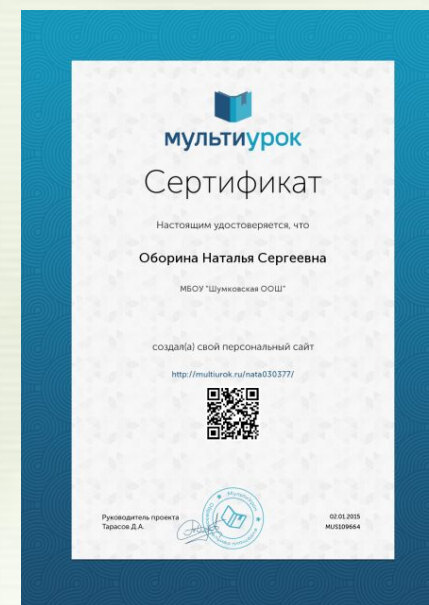 мультиурок
Сертификат
Настоящим удостоверяется, что
Оборина Наталья Сергеевна
МБОУ "Шумковская ООШ"
создал(а) свой персональный сайт
http://multiurok.ru/nata030377/
Руководитель проекта
Тарасов Д.А.
02.01.2015
MUS109664